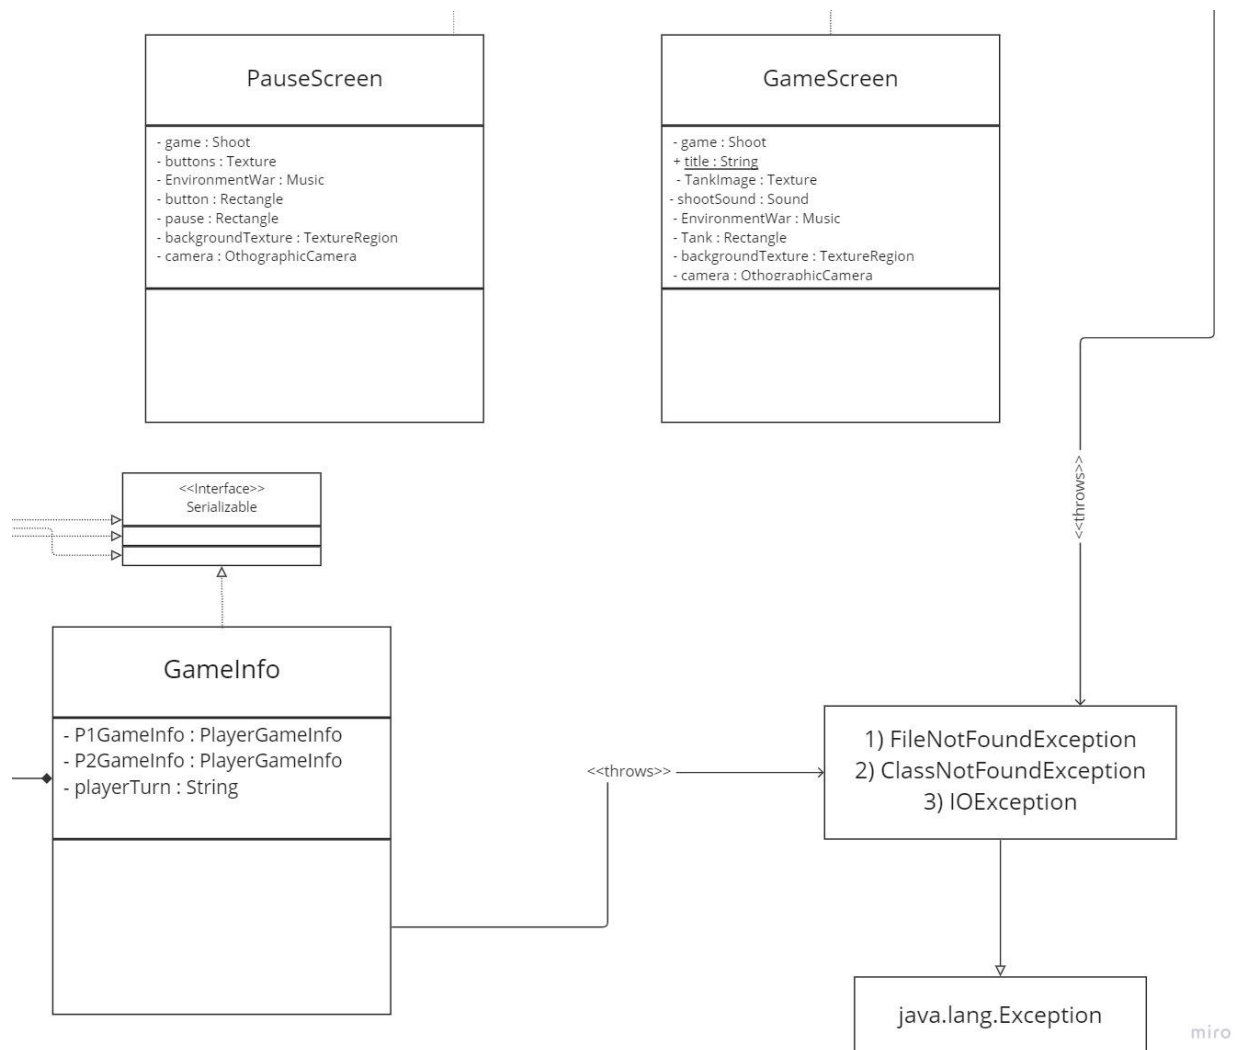 PauseScreen
- game : Shoot
- buttons : Texture
- EnvironmentWar : Music
- button : Rectangle
- pause : Rectangle
- backgroundTexture : TextureRegion
- camera : OthographicCamera
GameScreen
- game : Shoot
+ title : String
- TankImage : Texture
- shootSound : Sound
- EnvironmentWar : Music
- Tank : Rectangle
- backgroundTexture : TextureRegion
- camera : OthographicCamera
<<throws>>
<<Interface>>
Serializable
GameInfo
- P1GameInfo : PlayerGameInfo
- P2GameInfo : PlayerGameInfo
- playerTurn : String
<<throws>>
1) FileNotFoundException
2) ClassNotFoundException
3) IOException
java.lang.Exception
miro